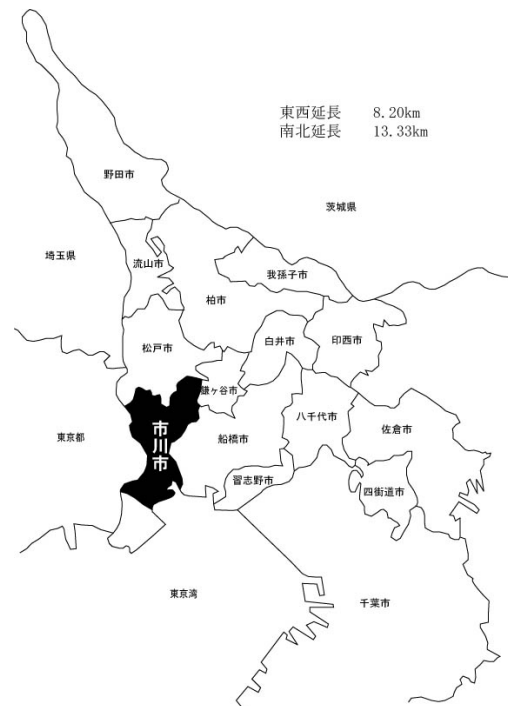 東西延長 8.20km
南北延長 13.33km
野田市
茨城県
埼玉県
流山市
我孫子市
柏市
白井市
印西市
松戸市
鎌ヶ谷市
八千代市
市川市
東京都
船橋市
佐倉市
習志野市
四街道市
東京湾
千葉市